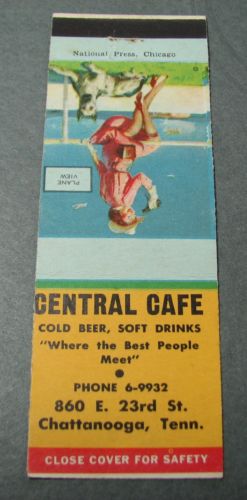 National Press, Chicago
PLANE
VIEW
CENTRAL CAFE
COLD BEER, SOFT DRINKS
"Where the Best People
Meet"
PHONE 6-9932
860 E. 23rd St.
Chattanooga, Tenn.
CLOSE COVER FOR SAFETY